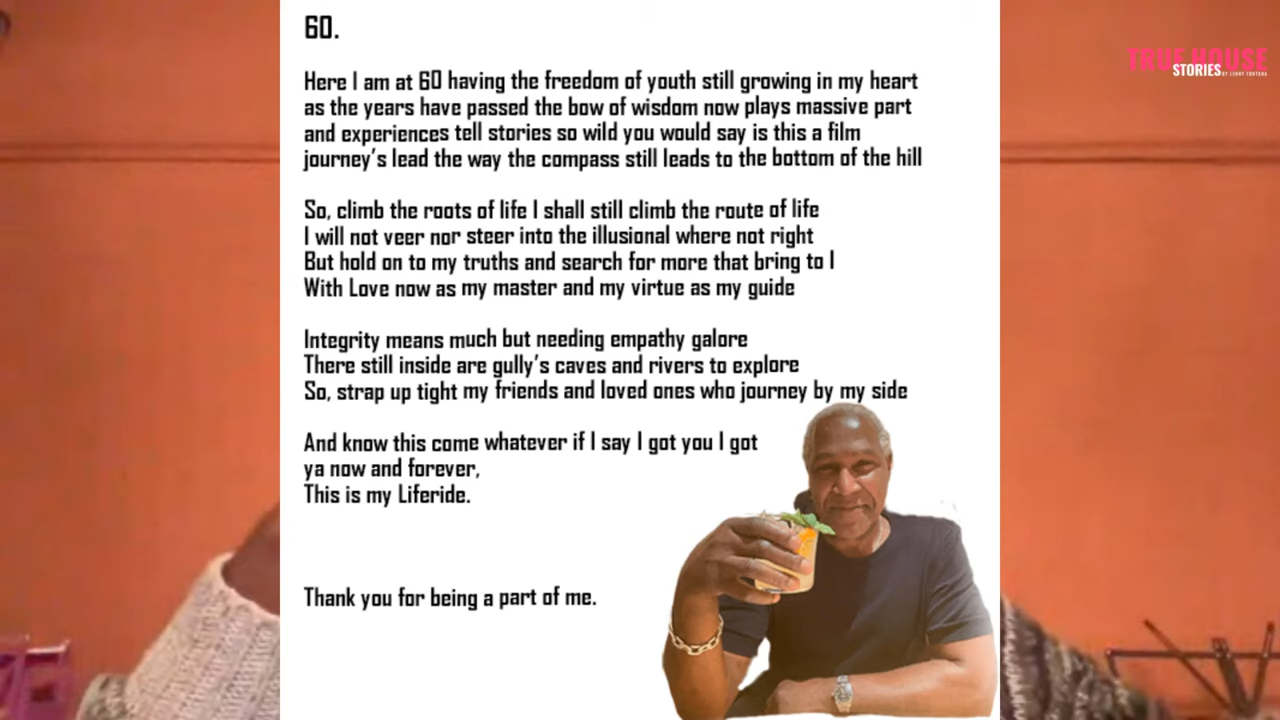 60.
Here I am at 60 having the freedom of youth still growing in my heart
as the years have passed the bow of wisdom now plays massive part
and experiences tell stories so wild you would say is this a film
journey's lead the way the compass still leads to the bottom of the hill
So, climb the roots of life I shall still climb the route of life
I will not veer nor steer into the illusional where not right
But hold on to my truths and search for more that bring to I
With Love now as my master and my virtue as my guide
Integrity means much but needing empathy galore
There still inside are gully's caves and rivers to explore
So, strap up tight my friends and loved ones who journey by my side
And know this come whatever if I say I got you I got
ya now and forever,
This is my Liferide.
Thank you for being a part of me.
TRUE HOUSE
STORIES BY LENNY FONTANA